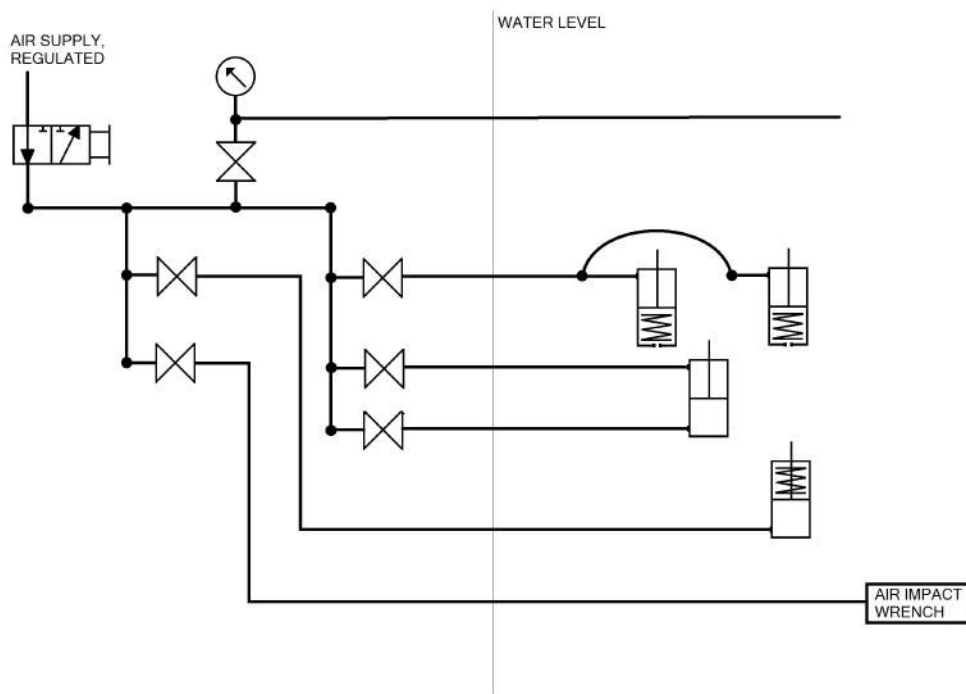 WATER LEVEL
AIR SUPPLY,
REGULATED
AIR IMPACT
WRENCH